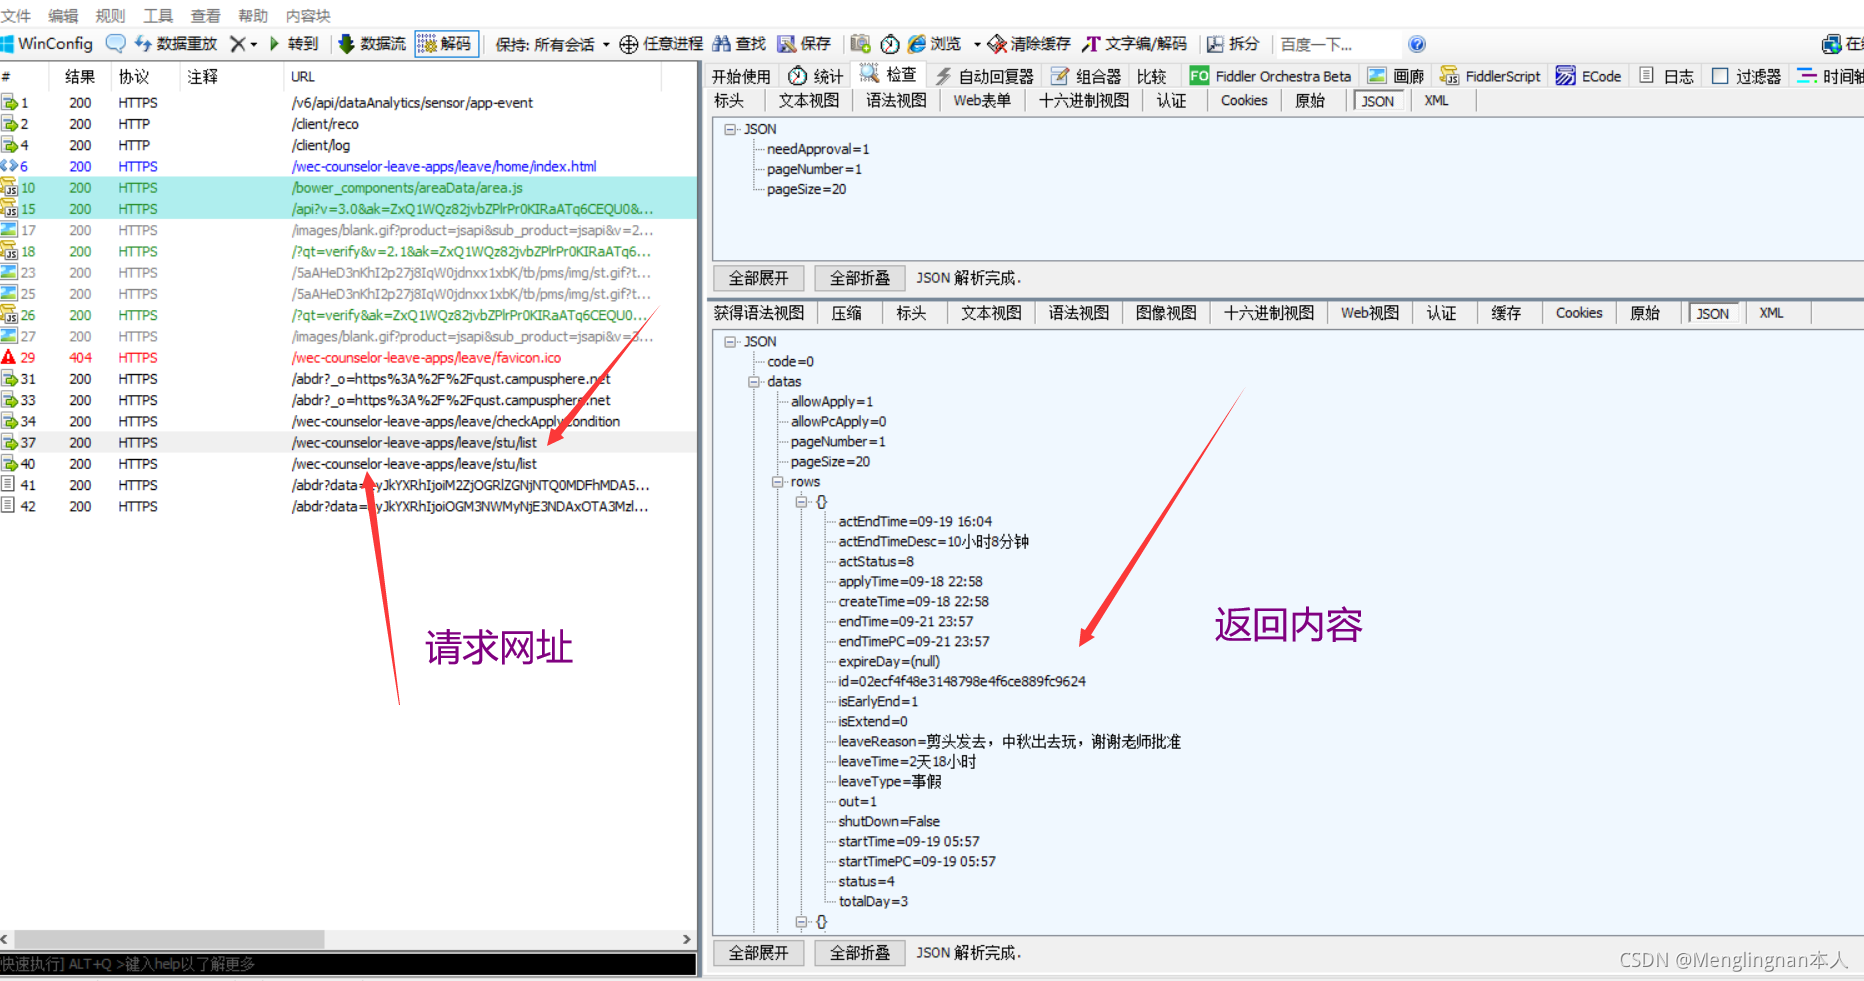 文件 编辑 规则 工具 查看 帮助 内容块
WinConfig 数据重放 转到 数据流 解码 保持: 所有会话 任意进程 查找 保存 浏览 清除缓存 文字编/解码 拆分 百度一下...
# 结果 协议 注释 URL
1 200 HTTPS /v6/api/dataAnalytics/sensor/app-event
2 200 HTTP /client/reco
4 200 HTTP /client/log
6 200 HTTPS /wec-counselor-leave-apps/leave/home/index.html
10 200 HTTPS /bower_components/areaData/area.js
15 200 HTTPS /api?v=3.0&ak=ZxQ1WQz82jvbZPlrPr0KIRaATq6CEQU0&...
17 200 HTTPS /images/blank.gif?product=jsapi&sub_product=jsapi&v=2...
18 200 HTTPS /?qt=verify&v=2.1&ak=ZxQ1WQz82jvbZPlrPr0KIRaATq6...
23 200 HTTPS /5aAHeD3nKhI2p27j8IqW0jdnxx1xbK/tb/pms/img/st.gif?t...
25 200 HTTPS /5aAHeD3nKhI2p27j8IqW0jdnxx1xbK/tb/pms/img/st.gif?t...
26 200 HTTPS /?qt=verify&ak=ZxQ1WQz82jvbZPlrPr0KIRaATq6CEQU0...
27 200 HTTPS /images/blank.gif?product=jsapi&sub_product=jsapi&v=3...
29 404 HTTPS /wec-counselor-leave-apps/leave/favicon.ico
31 200 HTTPS /abdr?_o=https%3A%2F%2Fqust.campusphere.net
33 200 HTTPS /abdr?_o=https%3A%2F%2Fqust.campusphere.net
34 200 HTTPS /wec-counselor-leave-apps/leave/checkApplyCondition
37 200 HTTPS /wec-counselor-leave-apps/leave/stu/list
40 200 HTTPS /wec-counselor-leave-apps/leave/stu/list
41 200 HTTPS
42 200 HTTPS
请求网址
快速执行] ALT+Q >键入help以了解更多
开始使用 统计 检查 自动回复器 组合器 比较 FO Fiddler Orchestra Beta 画廊 FiddlerScript ECode 日志 过滤器 时间轴
标头 文本视图 语法视图 Web表单 十六进制视图 认证 Cookies 原始 JSON XML
JSON
needApproval=1
pageNumber=1
pageSize=20
全部展开 全部折叠 JSON 解析完成.
获得语法视图 压缩 标头 文本视图 语法视图 图像视图 十六进制视图 Web视图 认证 缓存 Cookies 原始 JSON XML
JSON
code=0
datas
allowApply=1
allowPcApply=0
pageNumber=1
pageSize=20
rows
{}
actEndTime=09-19 16:04
actEndTimeDesc=10小时8分钟
actStatus=8
applyTime=09-18 22:58
createTime=09-18 22:58
endTime=09-21 23:57
endTimePC=09-21 23:57
expireDay=(null)
id=02ecf4f48e3148798e4f6ce889fc9624
isEarlyEnd=1
isExtend=0
leaveReason=剪头发去，中秋出去玩，谢谢老师批准
leaveTime=2天18小时
leaveType=事假
out=1
shutDown=False
startTime=09-19 05:57
startTimePC=09-19 05:57
status=4
totalDay=3
{}
返回内容
全部展开 全部折叠 JSON 解析完成.
CSDN @Menglingnan本人